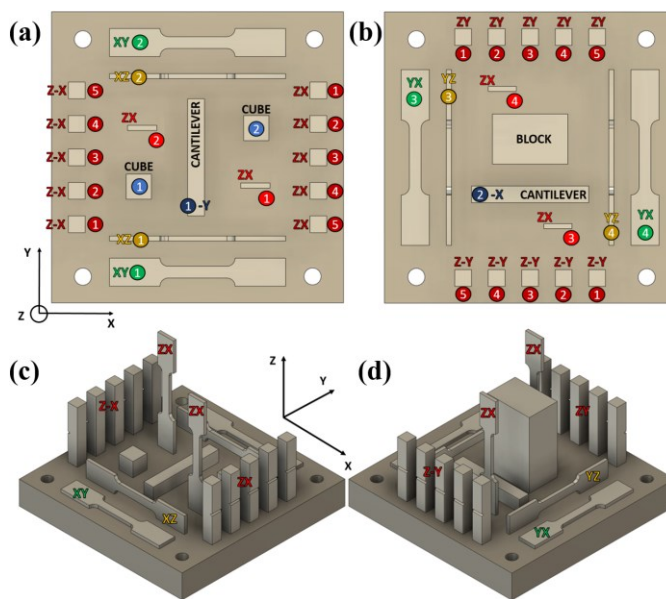 (a)
XY 2
XZ 2
Z-X 5
ZX 1
Z-X 4
ZX 2
CANTILEVER
CUBE
2
ZX 2
Z-X 3
ZX 3
CUBE
1
Z-X 2
ZX 1
ZX 4
1 -Y
Z-X 1
ZX 5
XZ 1
XY 1
Y
Z
X
(b)
ZY ZY ZY ZY ZY
1 2 3 4 5
YX 3
YZ 3
ZX 4
BLOCK
2 -X CANTILEVER
ZX 3
YZ 4
YX 4
Z-Y Z-Y Z-Y Z-Y Z-Y
5 4 3 2 1
(c)
ZX
Z-X
ZX
ZX
XY
XZ
Z
Y
X
(d)
ZX
ZX
ZY
Z-Y
YZ
YX